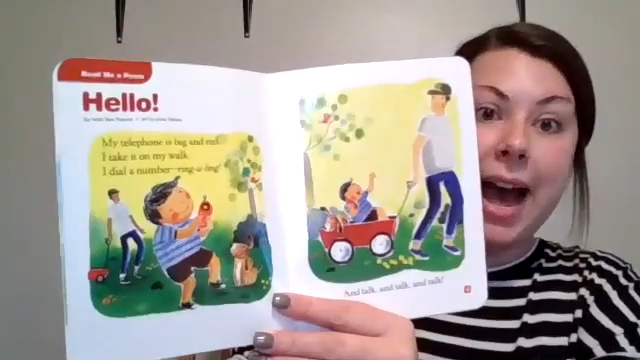 Read Me a Poem
Hello!
My telephone is big and red.
I take it on my walk
I dial a number ring-a-ling
And talk, and talk, and talk!